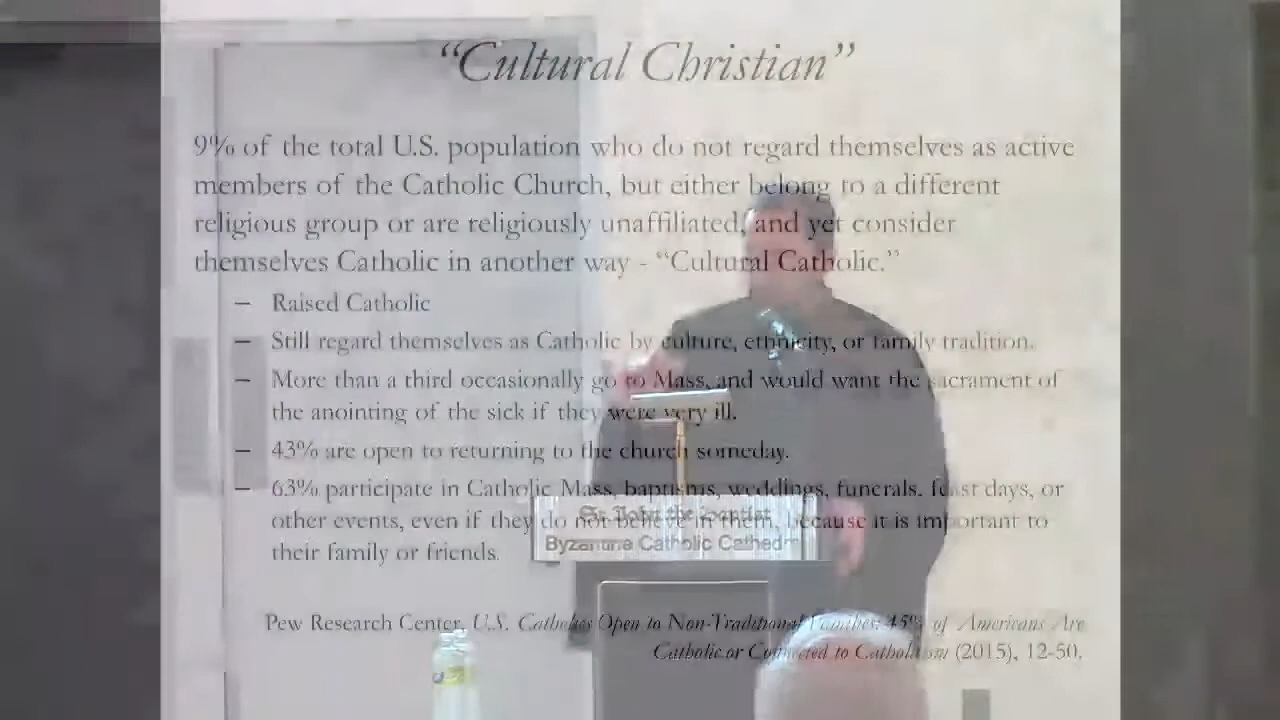 “Cultural Christian”
9% of the total U.S. population who do not regard themselves as active
members of the Catholic Church, but either belong to a different
religious group or are religiously unaffiliated, and yet consider
themselves Catholic in another way - “Cultural Catholic.”
– Raised Catholic
– Still regard themselves as Catholic by culture, ethnicity, or family tradition.
– More than a third occasionally go to Mass, and would want the sacrament of
the anointing of the sick if they were very ill.
– 43% are open to returning to the church someday.
– 63% participate in Catholic Mass, baptisms, weddings, funerals, feast days, or
other events, even if they do not believe in them, because it is important to
their family or friends.
St. John the Baptist
Byzantine Catholic Cathedr
Pew Research Center, U.S. Catholics Open to Non-Traditional Families: 45% of Americans Are
Catholic or Connected to Catholicism (2015), 12-50.